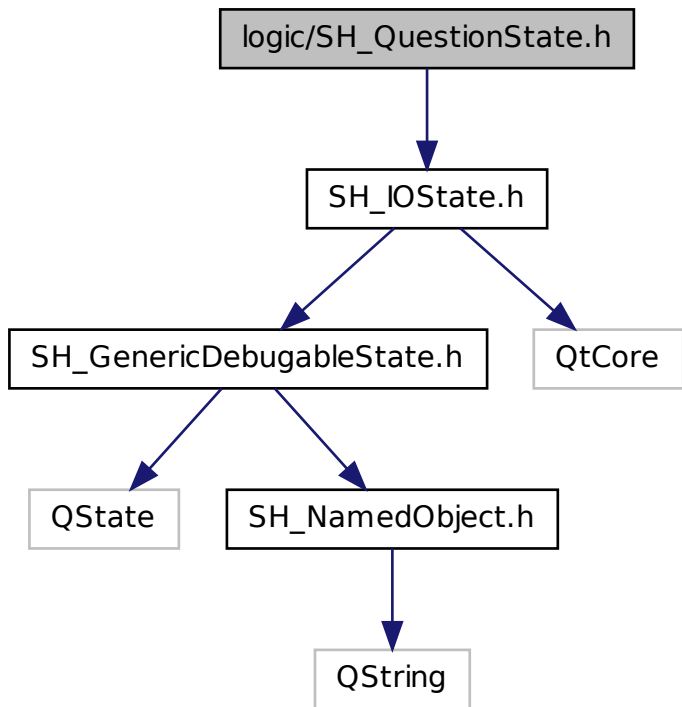 logic/SH_QuestionState.h
SH_IOState.h
SH_GenericDebugableState.h
QtCore
QState
SH_NamedObject.h
QString